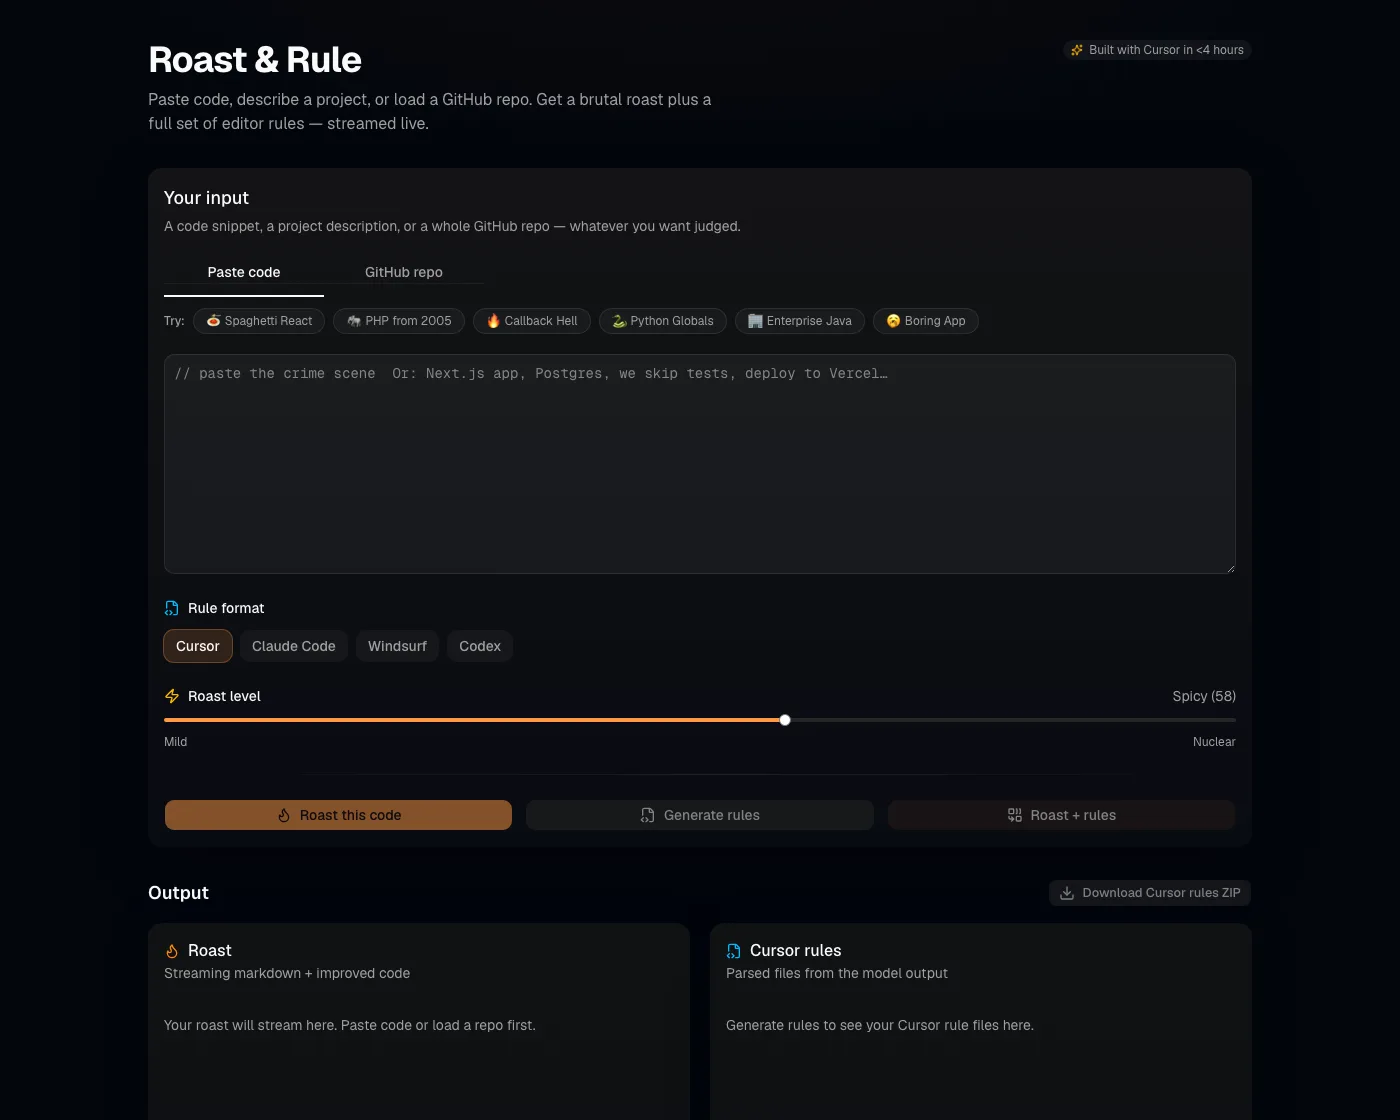 Roast & Rule
Built with Cursor in <4 hours
Paste code, describe a project, or load a GitHub repo. Get a brutal roast plus a
full set of editor rules — streamed live.
Your input
A code snippet, a project description, or a whole GitHub repo — whatever you want judged.
Paste code
GitHub repo
Try:
Spaghetti React
PHP from 2005
Callback Hell
Python Globals
Enterprise Java
Boring App
// paste the crime scene  Or: Next.js app, Postgres, we skip tests, deploy to Vercel…
Rule format
Cursor
Claude Code
Windsurf
Codex
Roast level
Spicy (58)
Mild
Nuclear
Roast this code
Generate rules
Roast + rules
Output
Download Cursor rules ZIP
Roast
Streaming markdown + improved code
Your roast will stream here. Paste code or load a repo first.
Cursor rules
Parsed files from the model output
Generate rules to see your Cursor rule files here.